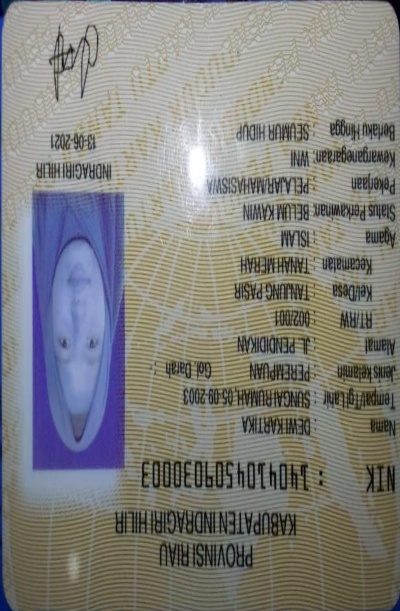 PROVINSI RIAU
KABUPATEN INDRAGIRI HILIR
NIK : 1404104509030003
Nama : DEWI KARTIKA
Tempat/Tgl Lahir : SUNGAI RUMAH, 05-09-2003
Jenis kelamin : PEREMPUAN Gol. Darah : -
Alamat : JL. PENDIDIKAN
RT/RW : 002/001
Kel/Desa : TANJUNG PASIR
Kecamatan : TANAH MERAH
Agama : ISLAM
Status Perkawinan: BELUM KAWIN
Pekerjaan : PELAJAR/MAHASISWA
Kewarganegaraan: WNI
Berlaku Hingga : SEUMUR HIDUP
INDRAGIRI HILIR
13-06-2021